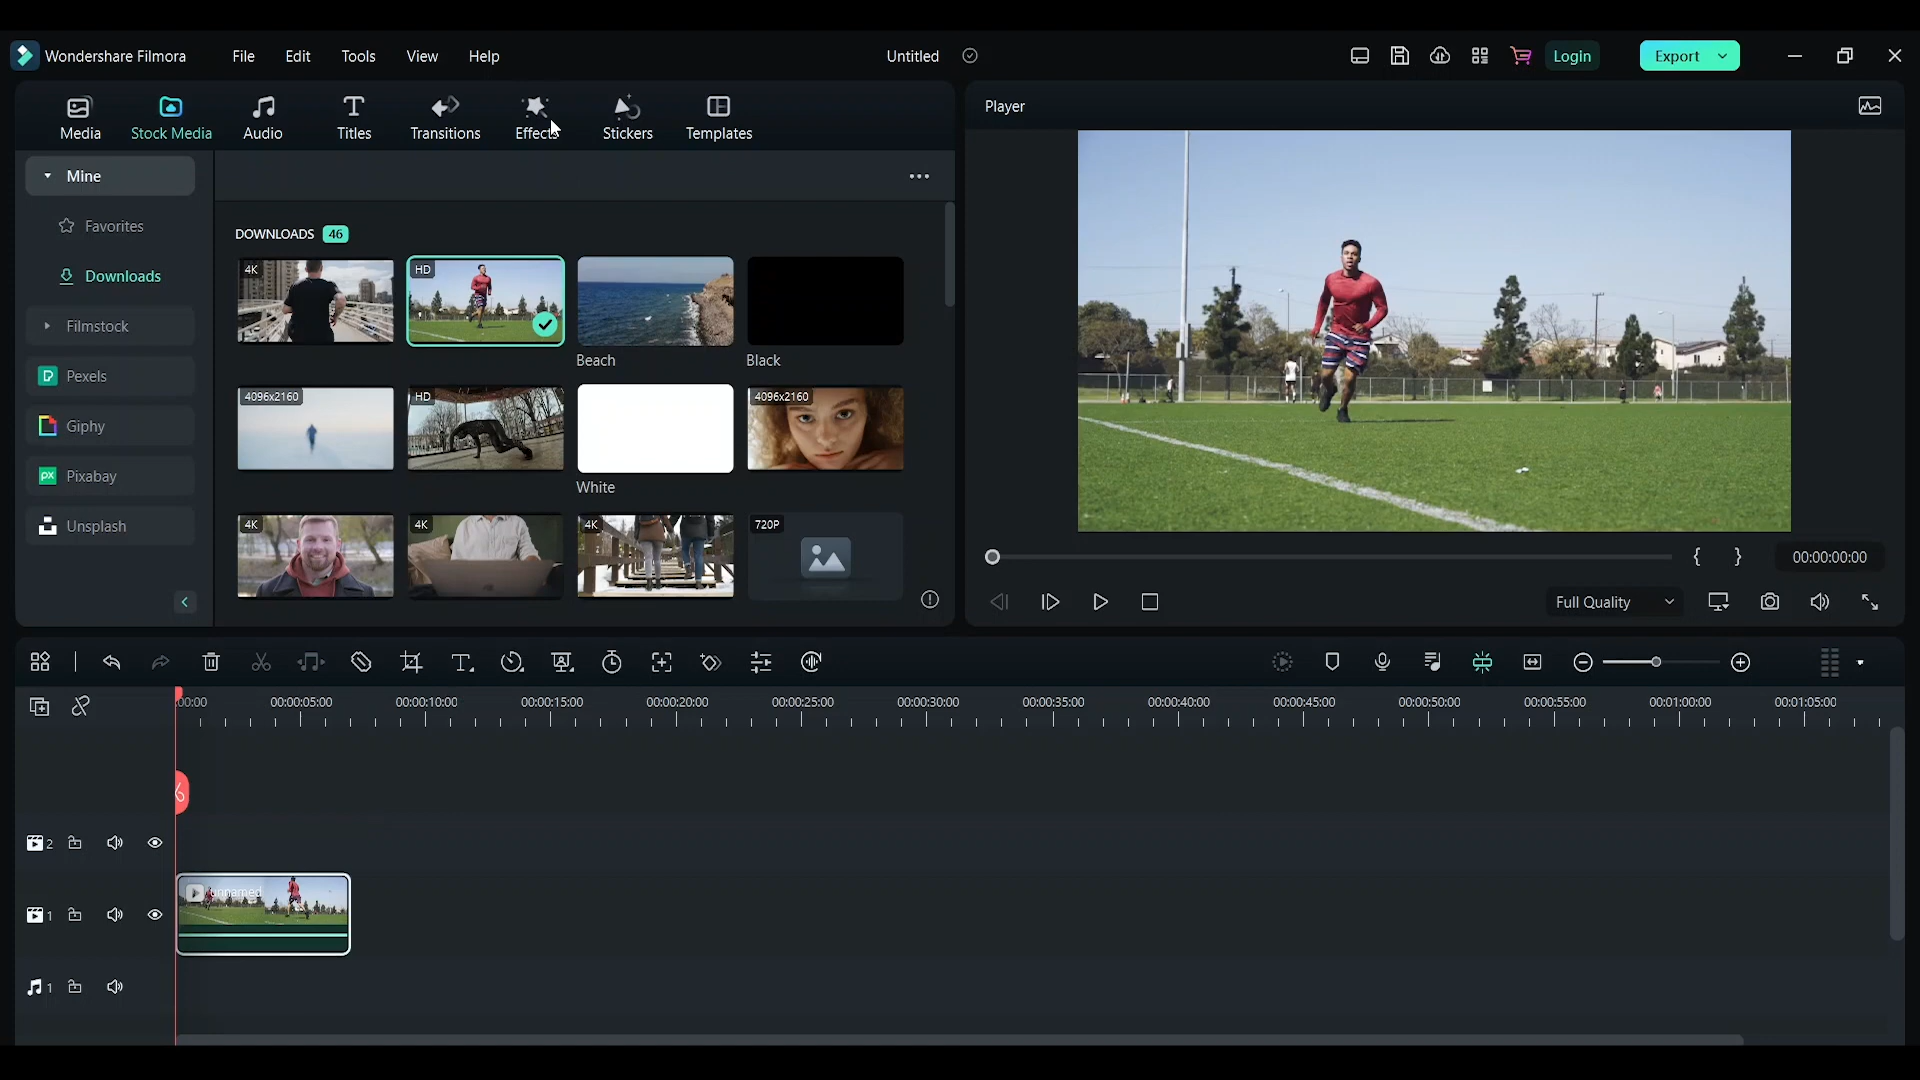 Wondershare Filmora File Edit Tools View Help Untitled Login Export
Media Stock Media Audio Titles Transitions Effects Stickers Templates
Player
Mine
Favorites
Downloads
Filmstock
Pexels
Giphy
Pixabay
Unsplash
DOWNLOADS 46
4K HD
Beach Black
4096x2160 HD 4096x2160
White
4K 4K 4K 720P
{ } 00:00:00:00
Full Quality
:00:00 00:00:05:00 00:00:10:00 00:00:15:00 00:00:20:00 00:00:25:00 00:00:30:00 00:00:35:00 00:00:40:00 00:00:45:00 00:00:50:00 00:00:55:00 00:01:00:00 00:01:05:00
2
unnamed
1
1